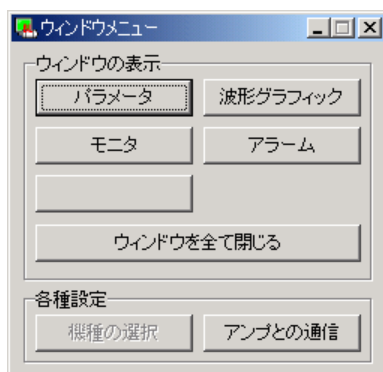 ウィンドウメニュー
ウィンドウの表示
パラメータ 波形グラフィック
モニタ アラーム
ウィンドウを全て閉じる
各種設定
機種の選択 アンプとの通信